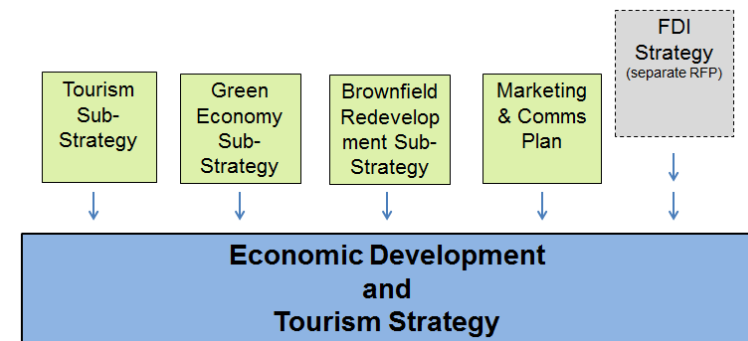 Tourism
Sub-
Strategy
Green
Economy
Sub-
Strategy
Brownfield
Redevelop
ment Sub-
Strategy
Marketing
& Comms
Plan
FDI
Strategy
(separate RFP)
Economic Development
and
Tourism Strategy